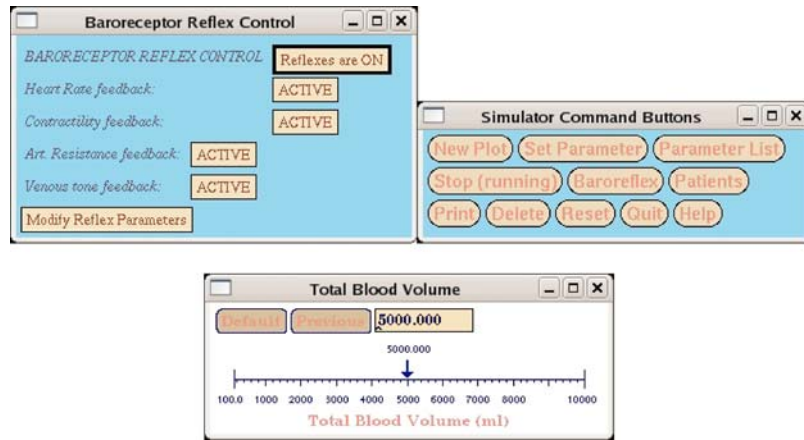 Baroreceptor Reflex Control
BARORECEPTOR REFLEX CONTROL Reflexes are ON
Heart Rate feedback: ACTIVE
Contractility feedback: ACTIVE
Art. Resistance feedback: ACTIVE
Venous tone feedback: ACTIVE
Modify Reflex Parameters
Simulator Command Buttons
New Plot Set Parameter Parameter List
Stop (running) Baroreflex Patients
Print Delete Reset Quit Help
Total Blood Volume
Default Previous 5000.000
5000.000
100.0 1000 2000 3000 4000 5000 6000 7000 8000 10000
Total Blood Volume (ml)